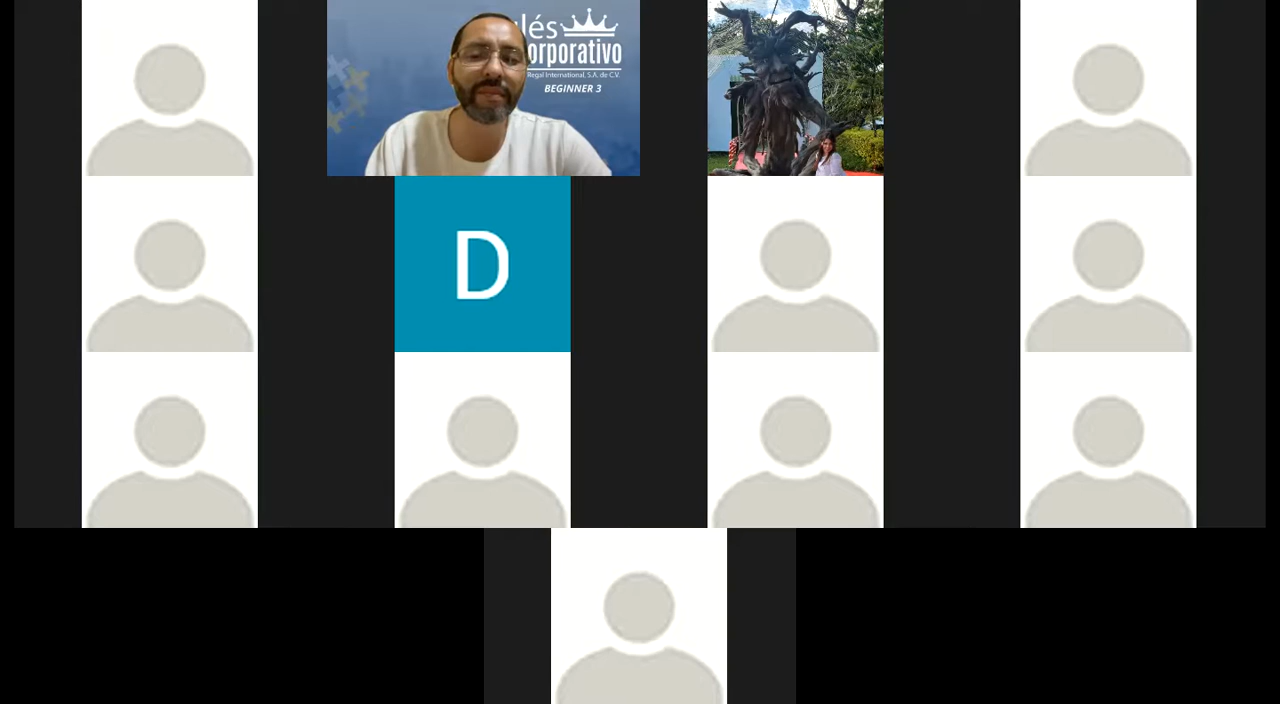 lés
orporativo
Regal International, S.A. de C.V.
BEGINNER 3
D